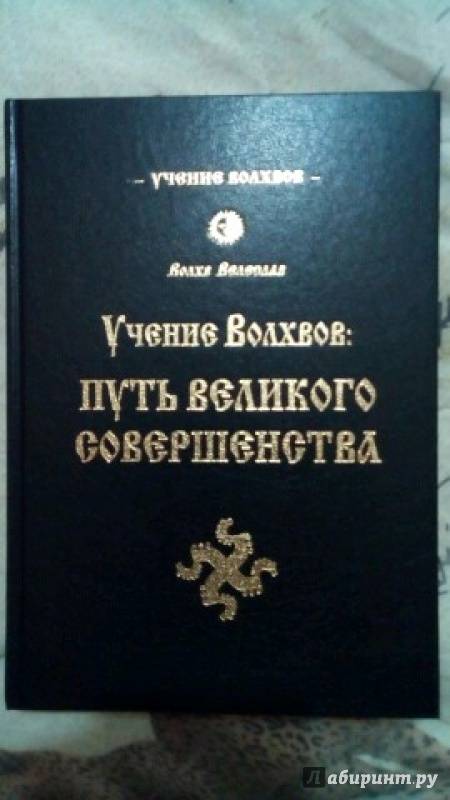 – УЧЕНИЕ ВОЛХВОВ –
Волхв Велеслав
Учение Волхвов:
ПУТЬ ВЕЛИКОГО
СОВЕРШЕНСТВА
Лабиринт.ру